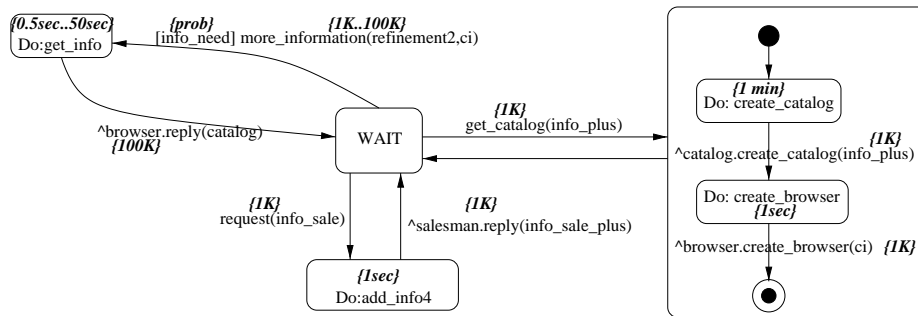 {0.5sec..50sec}
Do:get_info
{prob} {1K..100K}
[info_need] more_information(refinement2,ci)
^browser.reply(catalog)
{100K}
WAIT
{1K}
get_catalog(info_plus)
{1K}
request(info_sale)
{1K}
^salesman.reply(info_sale_plus)
{1sec}
Do:add_info4
{1 min}
Do: create_catalog
{1K}
^catalog.create_catalog(info_plus)
Do: create_browser
{1sec}
^browser.create_browser(ci) {1K}